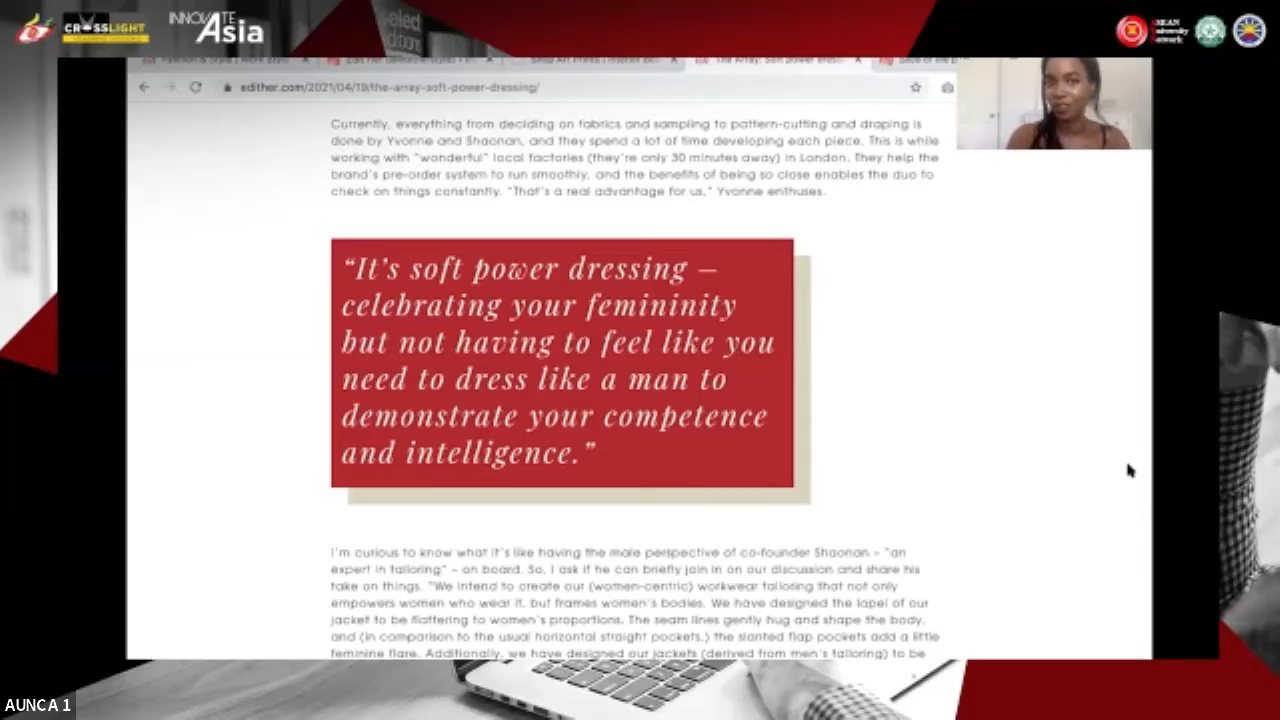 CROSSLIGHT
INNOVATE
Asia
edither.com/2021/04/19/the-array-soft-power-dressing/
Currently, everything from deciding on fabrics and sampling to pattern-cutting and draping is
done by Yvonne and Shaonan, and they spend a lot of time developing each piece. This is while
working with “wonderful” local factories (they’re only 30 minutes away) in London. They help the
brand’s pre-order system to run smoothly, and the benefits of being so close enables the duo to
check on things constantly. “That’s a real advantage for us,” Yvonne enthuses.
“It’s soft power dressing –
celebrating your femininity
but not having to feel like you
need to dress like a man to
demonstrate your competence
and intelligence.”
I’m curious to know what it’s like having the male perspective of co-founder Shaonan – “an
expert in tailoring” – on board. So, I ask if he can briefly join in on our discussion and share his
take on things. “We intend to create our (women-centric) workwear tailoring that not only
empowers women who wear it, but frames women’s bodies. We have designed the lapel of our
jacket to be flattering to women’s proportions. The seam lines gently hug and shape the body,
and (in comparison to the usual horizontal straight pockets,) the slanted flap pockets add a little
feminine flare. Additionally, we have designed our jackets (derived from men’s tailoring) to be
AUNCA 1